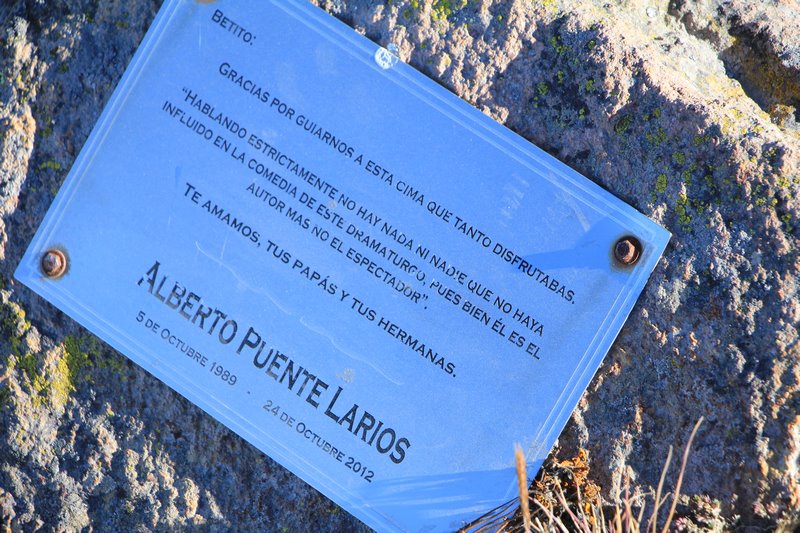 BETITO:
GRACIAS POR GUIARNOS A ESTA CIMA QUE TANTO DISFRUTABAS.
"HABLANDO ESTRICTAMENTE NO HAY NADA NI NADIE QUE NO HAYA
INFLUIDO EN LA COMEDIA DE ESTE DRAMATURGO, PUES BIEN ÉL ES EL
AUTOR MAS NO EL ESPECTADOR".
TE AMAMOS, TUS PAPÁS Y TUS HERMANAS.
ALBERTO PUENTE LARIOS
5 DE OCTUBRE 1989 - 24 DE OCTUBRE 2012